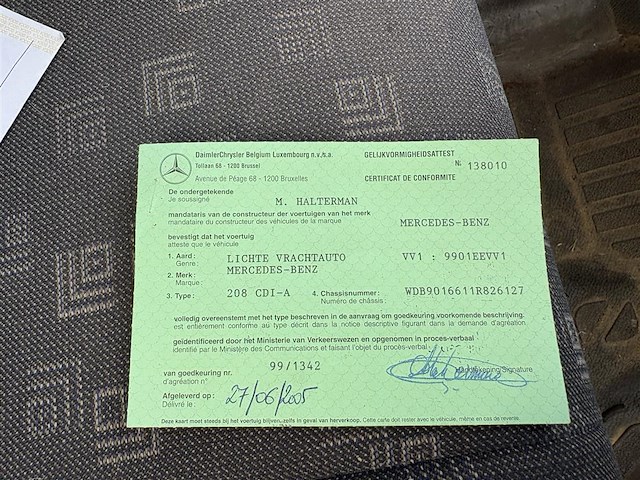 DaimlerChrysler Belgium Luxembourg n.v./s.a. GELIJKVORMIGHEIDSATTEST
Tollaan 68 - 1200 Brussel N° 138010
Avenue de Péage 68 - 1200 Bruxelles CERTIFICAT DE CONFORMITE
De ondergetekende
Je soussigné M. HALTERMAN
mandataris van de constructeur der voertuigen van het merk
mandataire du constructeur des véhicules de la marque MERCEDES-BENZ
bevestigt dat het voertuig
atteste que le véhicule
1. Aard : LICHTE VRACHTAUTO VV1 : 9901EEVV1
Genre :
2. Merk : MERCEDES-BENZ
Marque :
3. Type : 208 CDI-A 4. Chassisnummer : WDB9016611R826127
Numéro de châssis :
volledig overeenstemt met het type beschreven in de aanvraag om goedkeuring voorkomende beschrijving.
est entièrement conforme au type décrit dans la notice descriptive figurant dans la demande d'agréation
geïdentificeerd door het Ministerie van Verkeerswezen en opgenomen in proces-verbaal
identifié par le Ministère des Communications et faisant l'objet du procès-verbal
van goedkeuring nr. 99/1342
d'agréation n° Handtekening/Signature
Afgeleverd op : 27/06/2005
Délivré le :
Deze kaart moet steeds bij het voertuig blijven, zelfs in geval van herverkoop. Cette carte doit rester avec le véhicule, même en cas de revente.